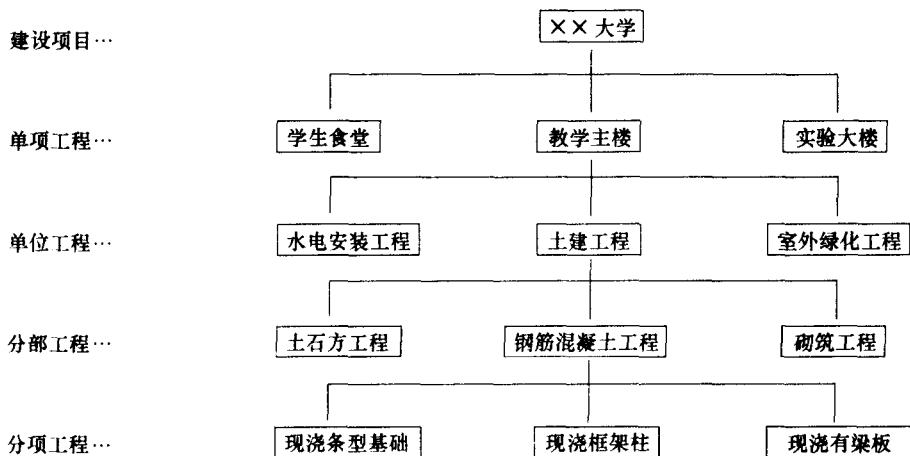 建设项目… ××大学
单项工程… 学生食堂 教学主楼 实验大楼
单位工程… 水电安装工程 土建工程 室外绿化工程
分部工程… 土石方工程 钢筋混凝土工程 砌筑工程
分项工程… 现浇条型基础 现浇框架柱 现浇有梁板